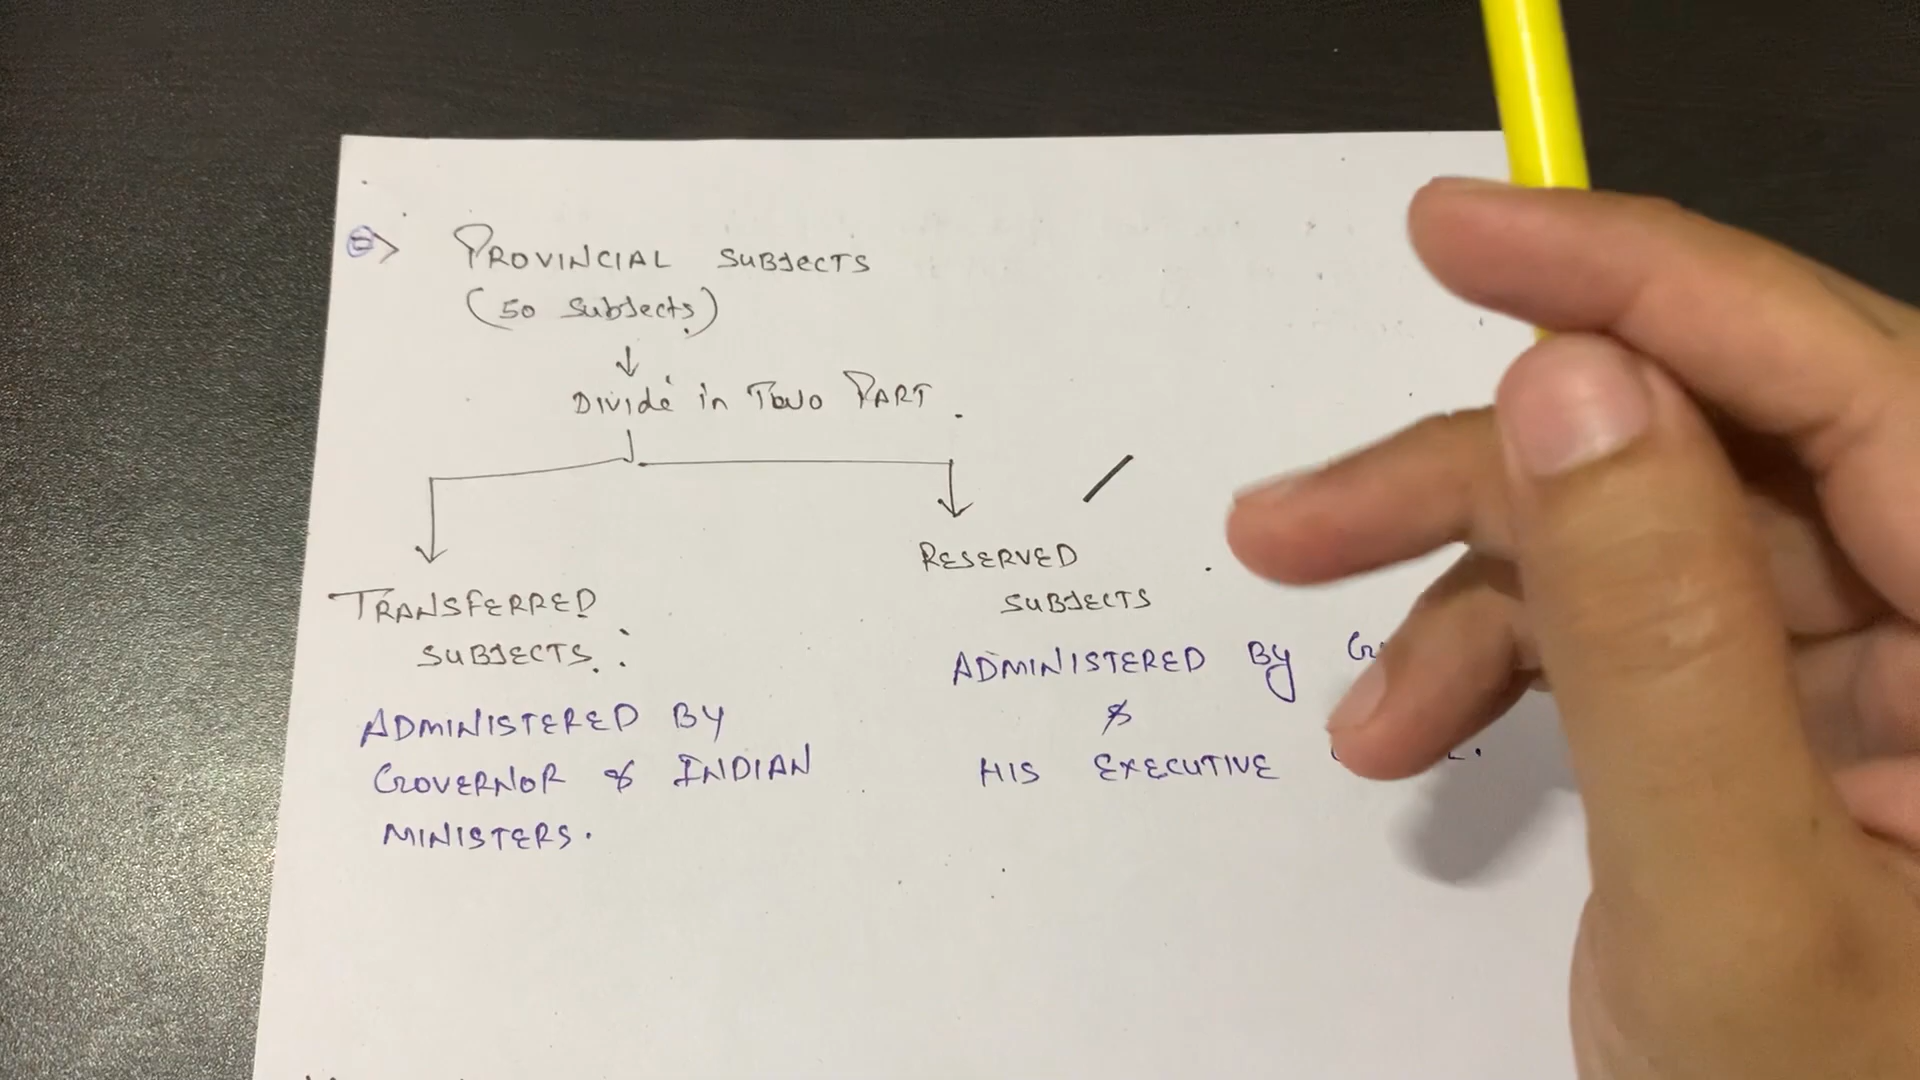 PROVINCIAL SUBJECTS
(50 Subjects)
Divide in Two PART.
TRANSFERRED
SUBJECTS.
ADMINISTERED BY
GOVERNOR & INDIAN
MINISTERS.
RESERVED
SUBJECTS
ADMINISTERED BY
&
HIS EXECUTIVE